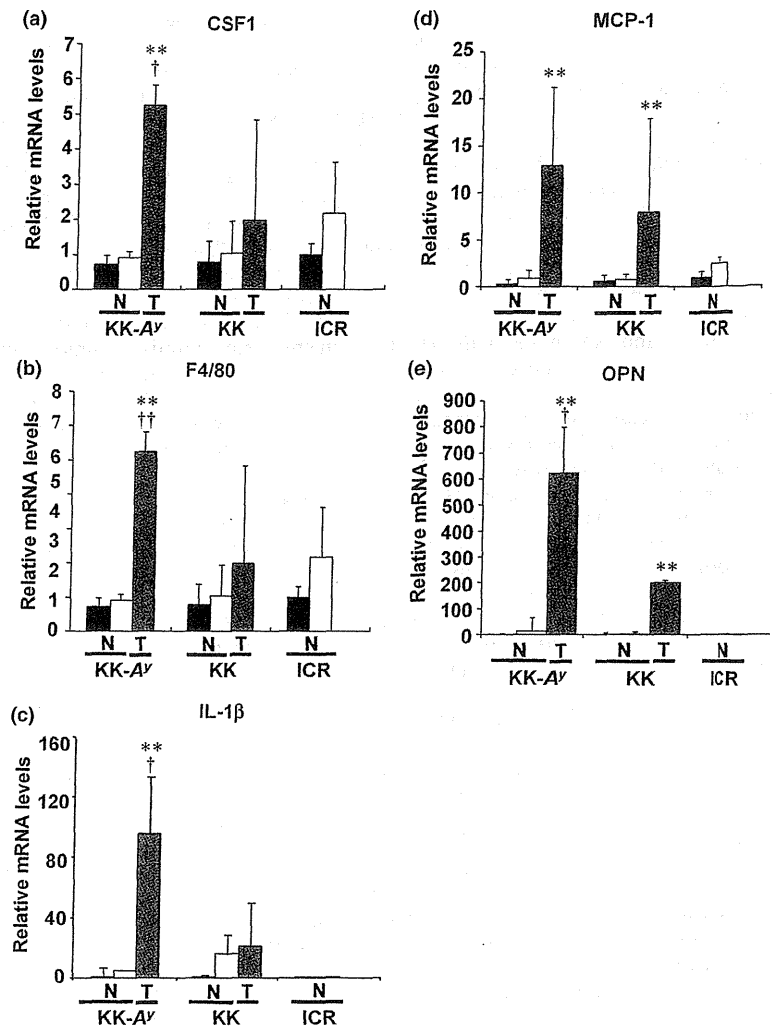 (a)
CSF1
Relative mRNA levels
7
6
5
4
3
2
1
0
**
†
N T N T N
KK-Ay KK ICR
(b)
F4/80
Relative mRNA levels
8
7
6
2
1
0
**
††
N T N T N
KK-Ay KK ICR
(c)
IL-1β
Relative mRNA levels
160
120
80
40
0
**
†
N T N T N
KK-Ay KK ICR
(d)
MCP-1
Relative mRNA levels
25
20
15
10
5
0
**
**
N T N T N
KK-Ay KK ICR
(e)
OPN
Relative mRNA levels
900
800
700
600
500
400
300
200
100
0
**
†
**
N T N T N
KK-Ay KK ICR